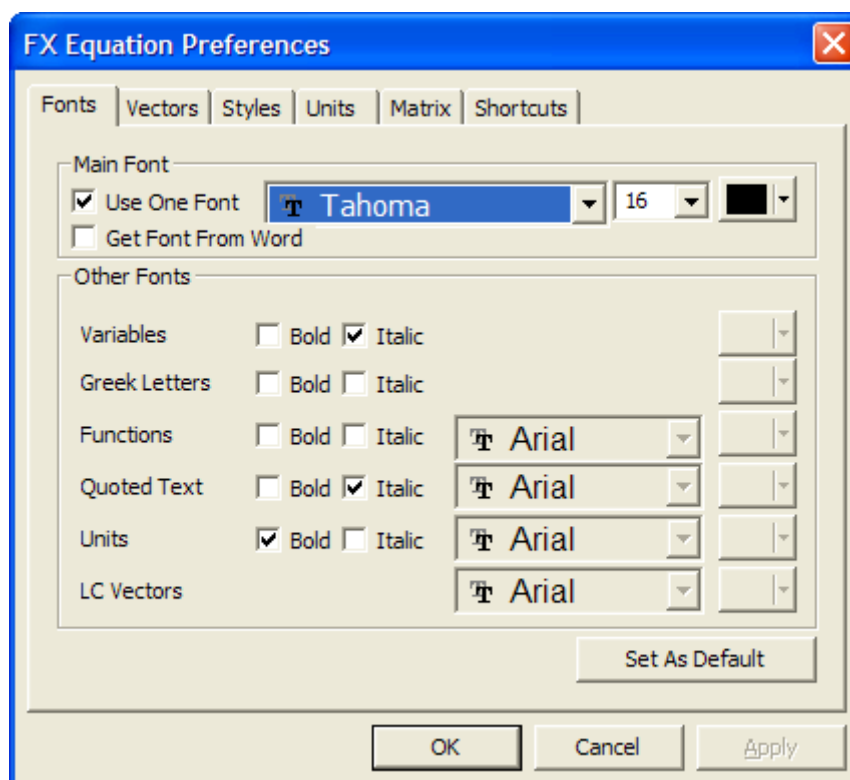 FX Equation Preferences
Fonts Vectors Styles Units Matrix Shortcuts
Main Font
Use One Font Tahoma 16
Get Font From Word
Other Fonts
Variables Bold Italic
Greek Letters Bold Italic
Functions Bold Italic Arial
Quoted Text Bold Italic Arial
Units Bold Italic Arial
LC Vectors Arial
Set As Default
OK Cancel Apply